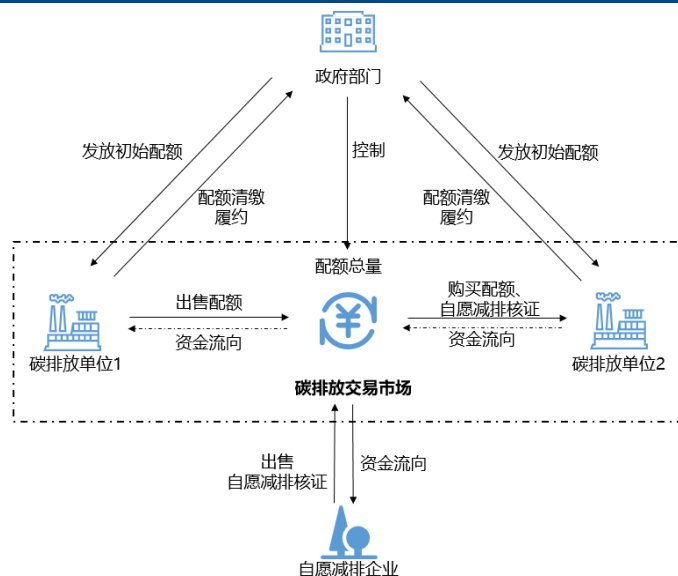 政府部门
发放初始配额
控制
发放初始配额
配额清缴
履约
配额清缴
履约
配额总量
出售配额
购买配额、
自愿减排核证
¥
资金流向
资金流向
碳排放单位1
碳排放单位2
碳排放交易市场
出售
自愿减排核证
资金流向
自愿减排企业